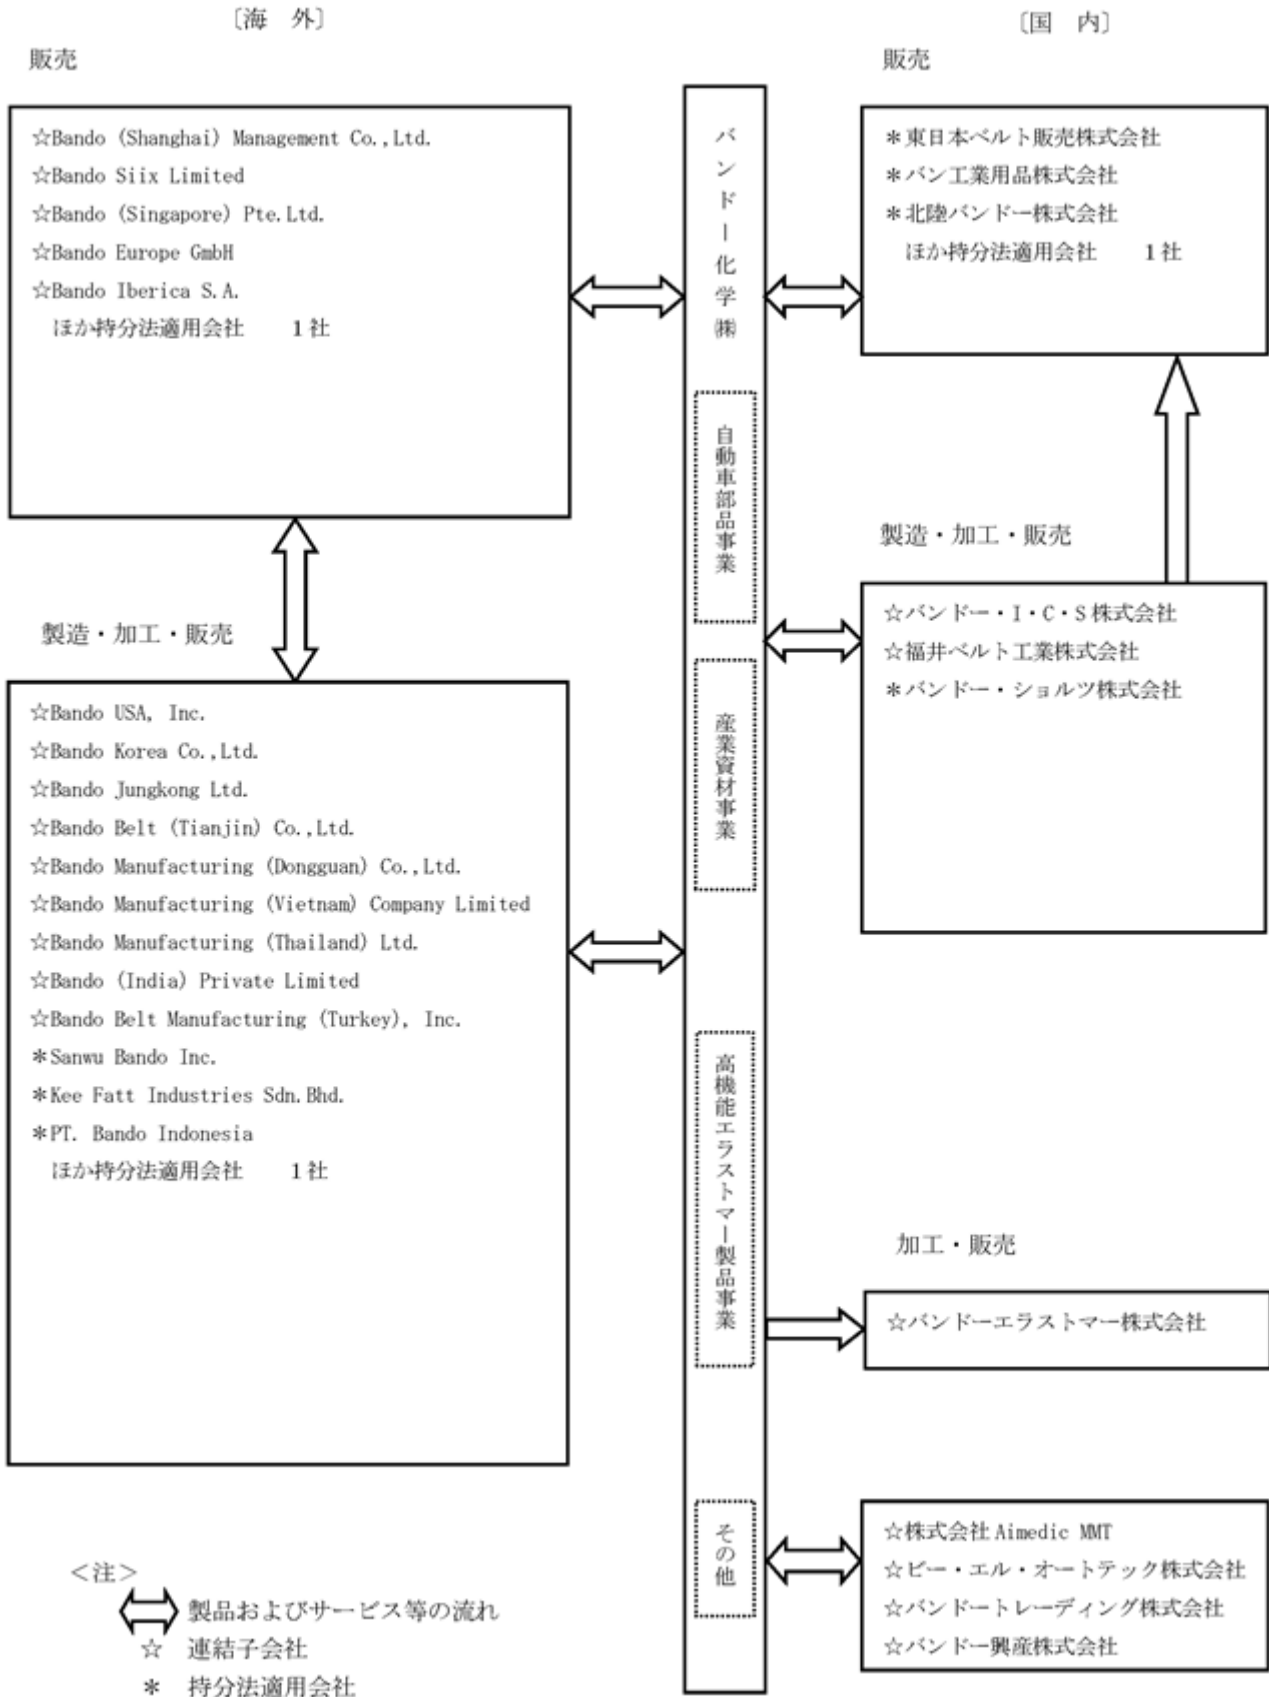 〔海　外〕
販売
☆Bando (Shanghai) Management Co.,Ltd.
☆Bando Siix Limited
☆Bando (Singapore) Pte.Ltd.
☆Bando Europe GmbH
☆Bando Iberica S.A.
ほか持分法適用会社　　１社
製造・加工・販売
☆Bando USA, Inc.
☆Bando Korea Co.,Ltd.
☆Bando Jungkong Ltd.
☆Bando Belt (Tianjin) Co.,Ltd.
☆Bando Manufacturing (Dongguan) Co.,Ltd.
☆Bando Manufacturing (Vietnam) Company Limited
☆Bando Manufacturing (Thailand) Ltd.
☆Bando (India) Private Limited
☆Bando Belt Manufacturing (Turkey), Inc.
＊Sanwu Bando Inc.
＊Kee Fatt Industries Sdn.Bhd.
＊PT. Bando Indonesia
ほか持分法適用会社　　１社
バンドー化学㈱
自動車部品事業
産業資材事業
高機能エラストマー製品事業
その他
〔国　内〕
販売
＊東日本ベルト販売株式会社
＊バン工業用品株式会社
＊北陸バンドー株式会社
ほか持分法適用会社　　１社
製造・加工・販売
☆バンドー・I・C・S株式会社
☆福井ベルト工業株式会社
＊バンドー・ショルツ株式会社
加工・販売
☆バンドーエラストマー株式会社
☆株式会社 Aimedic MMT
☆ビー・エル・オートテック株式会社
☆バンドートレーディング株式会社
☆バンドー興産株式会社
＜注＞
製品およびサービス等の流れ
☆　連結子会社
＊　持分法適用会社